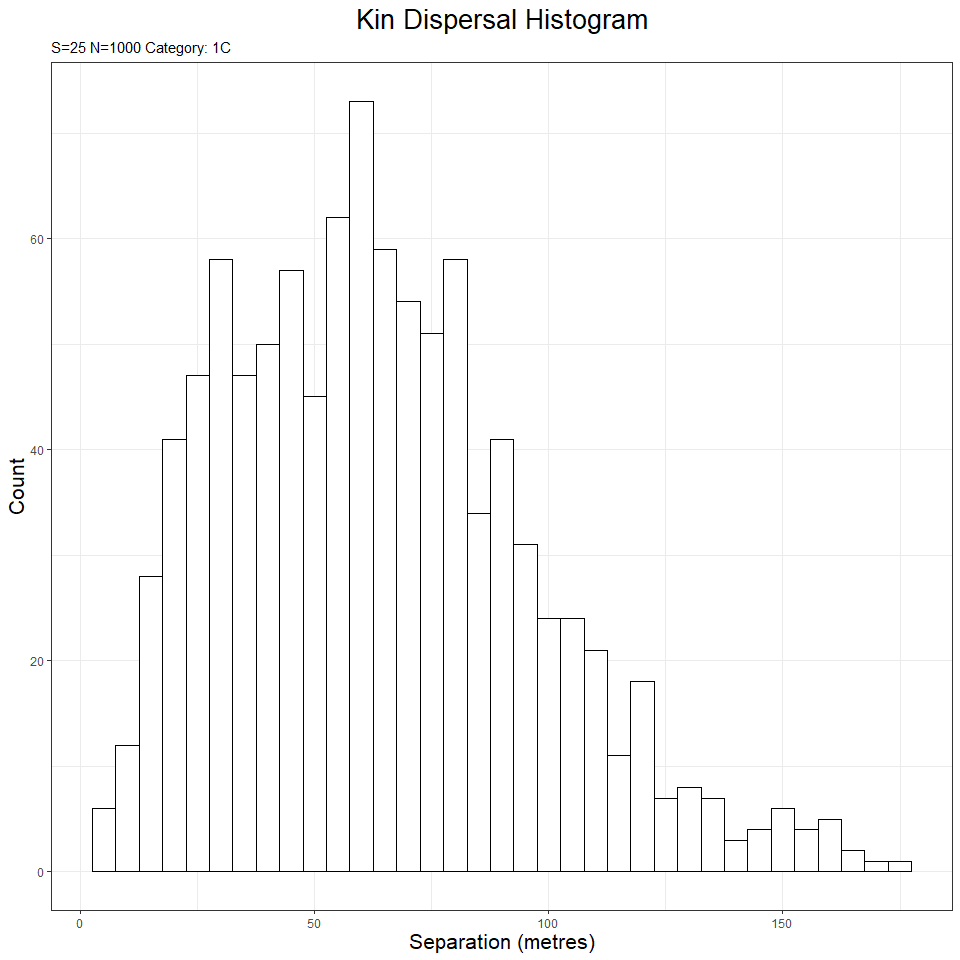 Kin Dispersal Histogram
S=25 N=1000 Category: 1C
Count
60
40
20
0
0 50 100 150
Separation (metres)